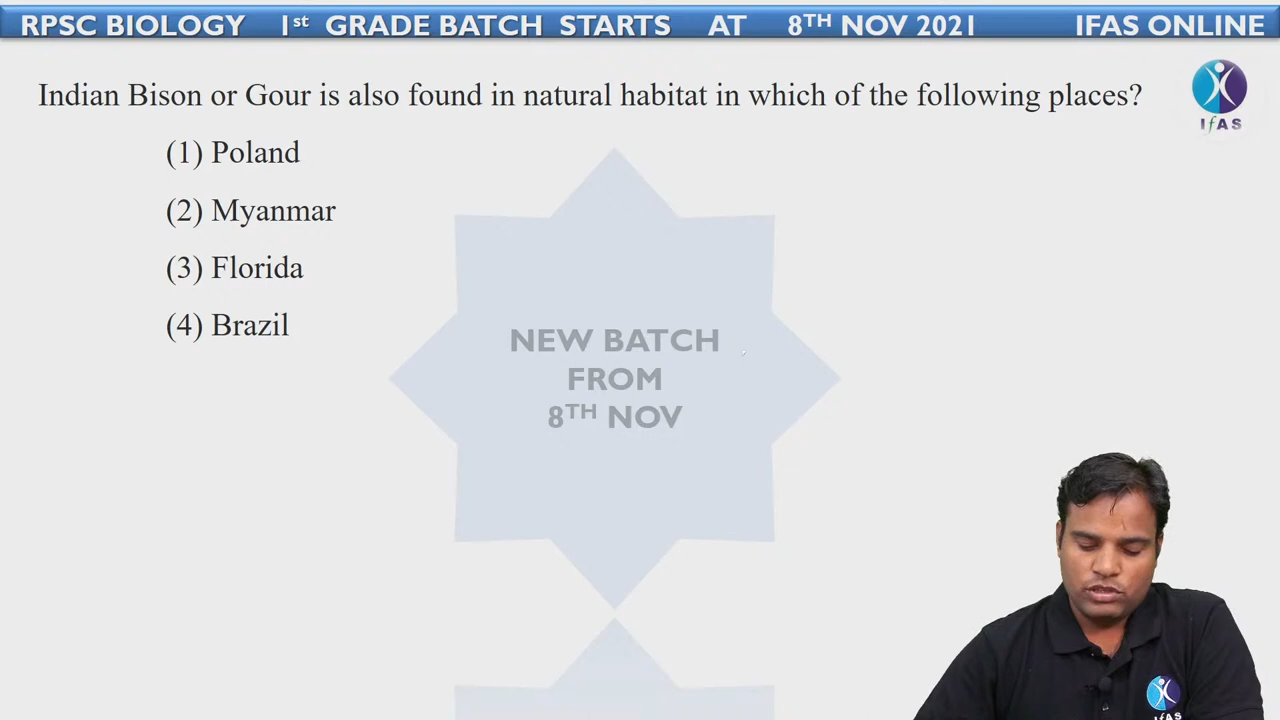 RPSC BIOLOGY 1st GRADE BATCH STARTS AT 8TH NOV 2021 IFAS ONLINE
Indian Bison or Gour is also found in natural habitat in which of the following places?
IfAS
(1) Poland
(2) Myanmar
(3) Florida
(4) Brazil
NEW BATCH
FROM
8TH NOV
IfAS